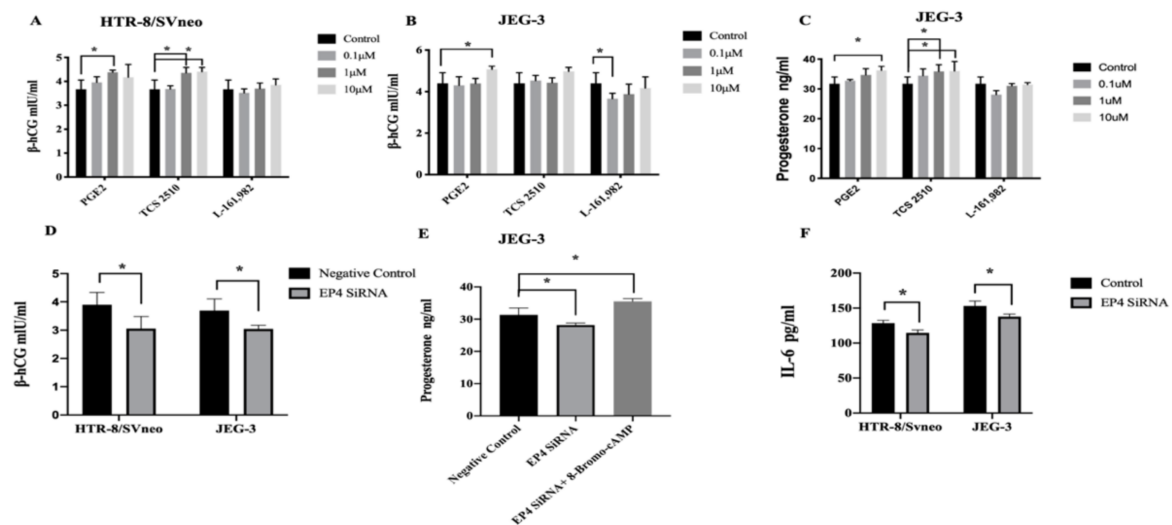 A
HTR-8/SVneo
β-hCG mIU/ml
5
4
3
2
1
0
*
*
*
PGE2
TCS 2510
L-161,982
Control
0.1μM
1μM
10μM
B
JEG-3
β-hCG mIU/ml
6
4
2
0
*
*
PGE2
TCS 2510
L-161,982
Control
0.1μM
1μM
10μM
C
JEG-3
Progesterone ng/ml
50
40
30
20
10
0
*
*
*
PGE2
TCS 2510
L-161,982
Control
0.1uM
1uM
10uM
D
β-hCG mIU/ml
5
4
3
2
1
0
*
*
HTR-8/SVneo
JEG-3
Negative Control
EP4 SiRNA
E
JEG-3
Progesterone ng/ml
40
30
20
10
0
*
*
Negative Control
EP4 SiRNA
EP4 SiRNA+ 8-Bromo-cAMP
F
IL-6 pg/ml
200
150
100
50
0
*
*
HTR-8/Svneo
JEG-3
Control
EP4 SiRNA